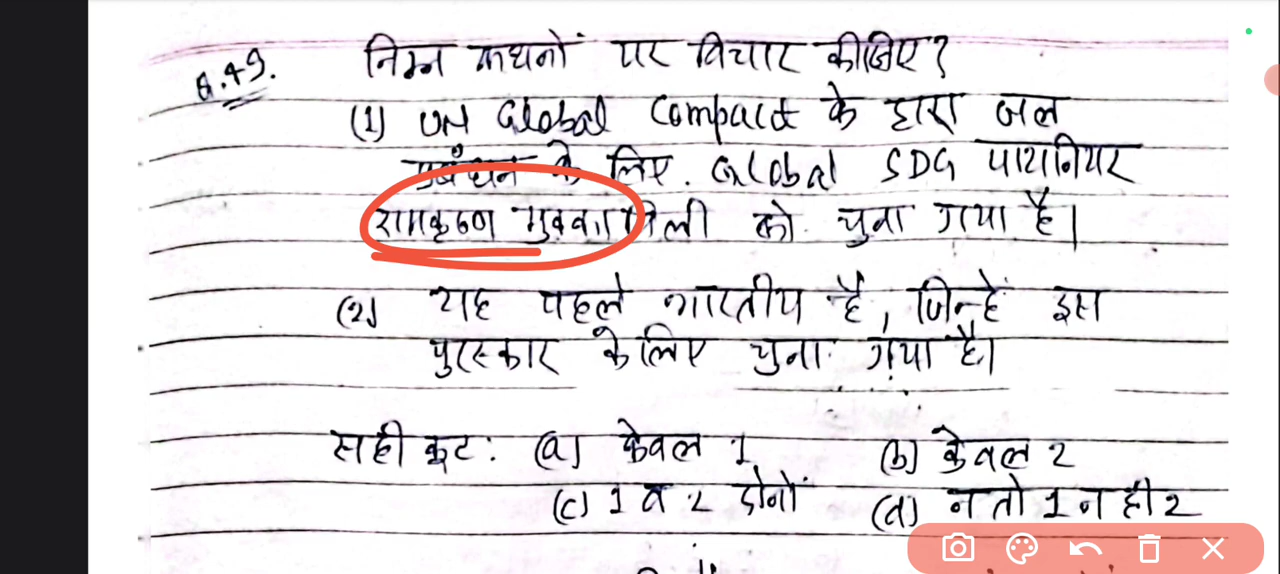 Q.49. निम्न कथनों पर विचार कीजिए?
(1) UN Global Compact के द्वारा जल
प्रबंधन के लिए. Global SDG पायनियर
रामकृष्ण मुक्का को चुना गया है।
(2) यह पहले भारतीय है, जिन्हें इस
पुरस्कार के लिए चुना गया है।
सही कूट: (a) केवल 1 (b) केवल 2
(c) 1 व 2 दोनों (d) न तो 1 न ही 2